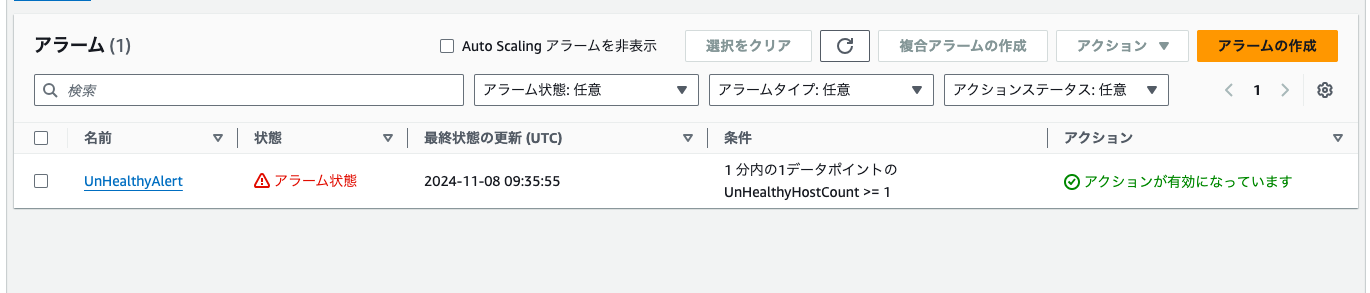 アラーム (1)
Auto Scaling アラームを非表示
選択をクリア
複合アラームの作成
アクション
アラームの作成
検索
アラーム状態: 任意
アラームタイプ: 任意
アクションステータス: 任意
1
名前
状態
最終状態の更新 (UTC)
条件
アクション
UnHealthyAlert
アラーム状態
2024-11-08 09:35:55
1 分内の1データポイントの
UnHealthyHostCount >= 1
アクションが有効になっています